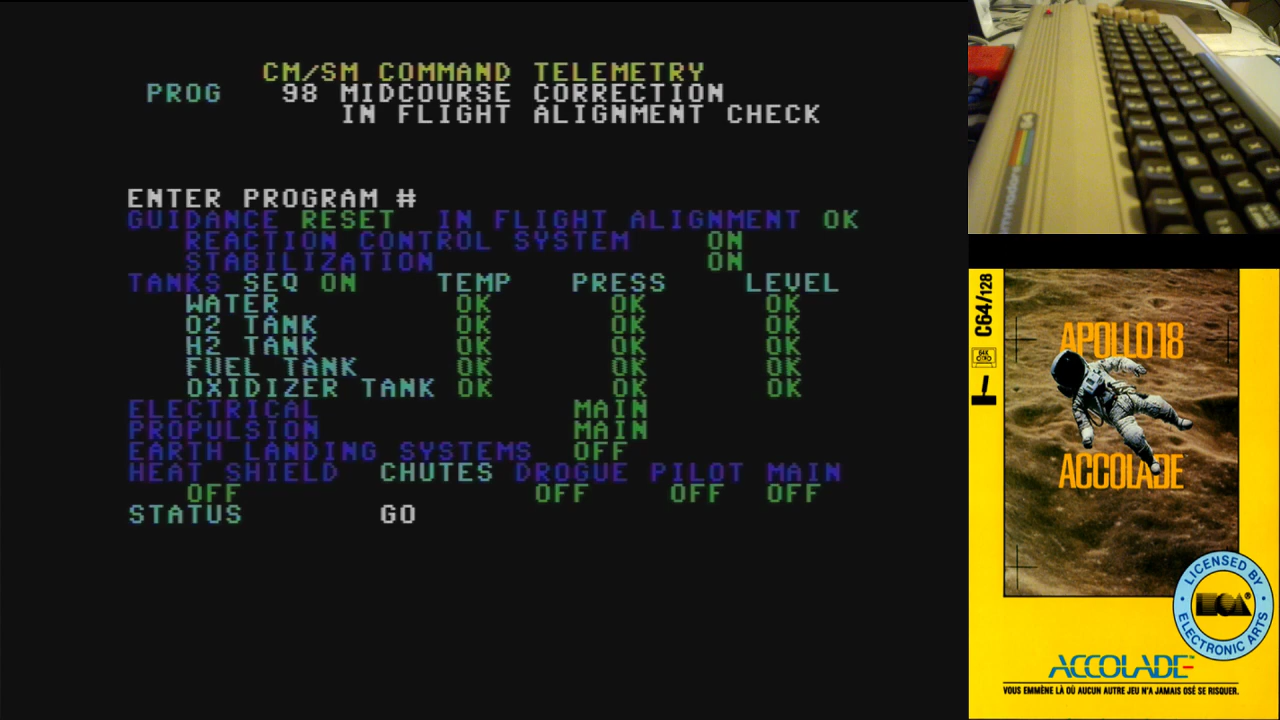 CM/SM COMMAND TELEMETRY
PROG 98 MIDCOURSE CORRECTION
IN FLIGHT ALIGNMENT CHECK
ENTER PROGRAM #
GUIDANCE RESET IN FLIGHT ALIGNMENT OK
REACTION CONTROL SYSTEM ON
STABILIZATION ON
TANKS SEQ ON TEMP PRESS LEVEL
WATER OK OK OK
O2 TANK OK OK OK
H2 TANK OK OK OK
FUEL TANK OK OK OK
OXIDIZER TANK OK OK OK
ELECTRICAL MAIN
PROPULSION MAIN
EARTH LANDING SYSTEMS OFF
HEAT SHIELD CHUTES DROGUE PILOT MAIN
OFF OFF OFF OFF
STATUS GO
C64/128
APOLLO 18
ACCOLADE
LICENSED BY
ELECTRONIC ARTS
ACCOLADE
VOUS EMMÈNE LÀ OÙ AUCUN AUTRE JEU N'A JAMAIS OSÉ SE RISQUER.